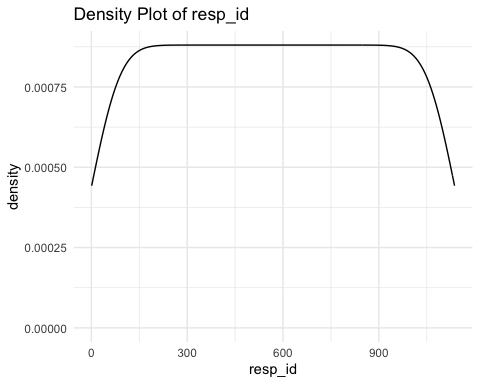 Density Plot of resp_id
density
0.00075
0.00050
0.00025
0.00000
0 300 600 900
resp_id